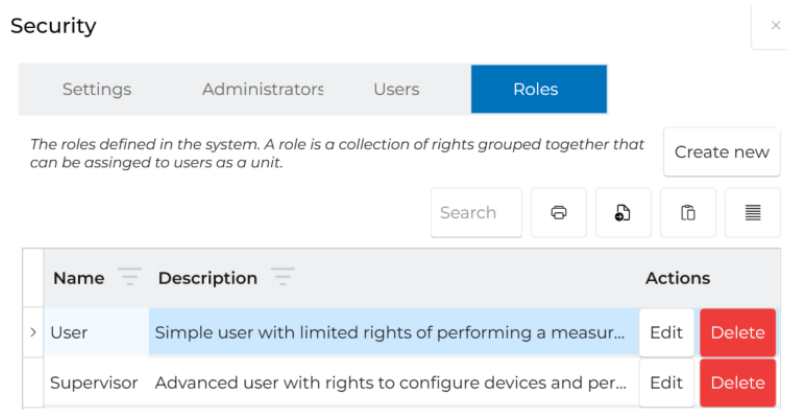 Security
Settings Administrators Users Roles
The roles defined in the system. A role is a collection of rights grouped together that
can be assinged to users as a unit.
Create new
Search
Name Description Actions
User Simple user with limited rights of performing a measur... Edit Delete
Supervisor Advanced user with rights to configure devices and per... Edit Delete